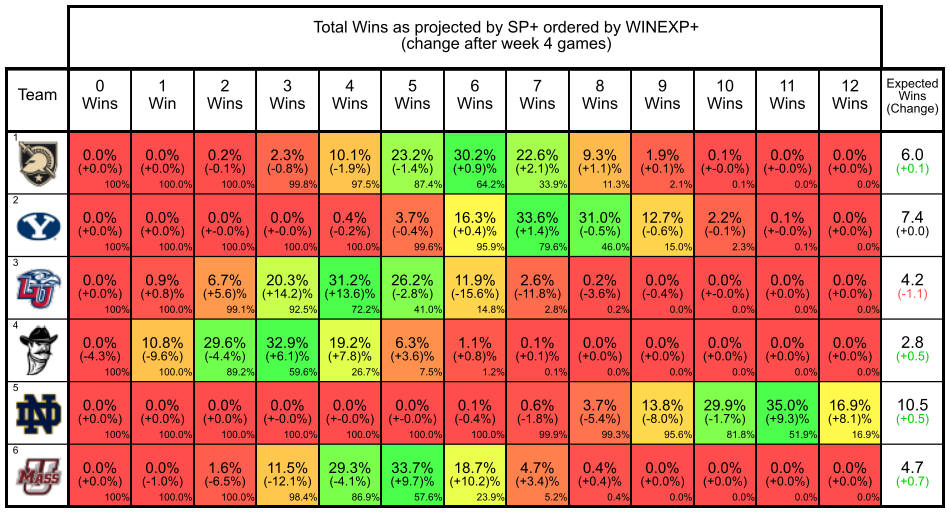 Total Wins as projected by SP+ ordered by WINEXP+
(change after week 4 games)
Team
0 Wins
1 Win
2 Wins
3 Wins
4 Wins
5 Wins
6 Wins
7 Wins
8 Wins
9 Wins
10 Wins
11 Wins
12 Wins
Expected Wins (Change)
1
0.0% 0.0% 0.2% 2.3% 10.1% 23.2% 30.2% 22.6% 9.3% 1.9% 0.1% 0.0% 0.0% 6.0
(+0.0%) (+0.0%) (-0.1%) (-0.8%) (-1.9%) (-1.4%) (+0.9)% (+2.1)% (+1.1)% (+0.1)% (+-0.0% (+0.0%) (+0.0%) (+0.1)
100% 100.0% 100.0% 99.8% 97.5% 87.4% 64.2% 33.9% 11.3% 2.1% 0.1% 0.0% 0.0%
2
Y
0.0% 0.0% 0.0% 0.0% 0.4% 3.7% 16.3% 33.6% 31.0% 12.7% 2.2% 0.1% 0.0% 7.4
(+0.0%) (+0.0%) (+-0.0% (+-0.0% (-0.2%) (-0.4%) (+0.4)% (+1.4)% (-0.5%) (-0.6%) (-0.1%) (+-0.0% (+-0.0% (+0.0)
100% 100.0% 100.0% 100.0% 100.0% 99.6% 95.9% 79.6% 46.0% 15.0% 2.3% 0.1% 0.0%
3
LU
0.0% 0.9% 6.7% 20.3% 31.2% 26.2% 11.9% 2.6% 0.2% 0.0% 0.0% 0.0% 0.0% 4.2
(+0.0%) (+0.8)% (+5.6)% (+14.2)% (+13.6)% (-2.8%) (-15.6%) (-11.8%) (-3.6%) (-0.4%) (+-0.0% (+0.0%) (+0.0%) (-1.1)
100% 100.0% 99.1% 92.5% 72.2% 41.0% 14.8% 2.8% 0.2% 0.0% 0.0% 0.0% 0.0%
4
0.0% 10.8% 29.6% 32.9% 19.2% 6.3% 1.1% 0.1% 0.0% 0.0% 0.0% 0.0% 0.0% 2.8
(-4.3%) (-9.6%) (-4.4%) (+6.1)% (+7.8)% (+3.6)% (+0.8)% (+0.1)% (+0.0%) (+0.0%) (+0.0%) (+0.0%) (+0.0%) (+0.5)
100% 100.0% 89.2% 59.6% 26.7% 7.5% 1.2% 0.1% 0.0% 0.0% 0.0% 0.0% 0.0%
5
ND
0.0% 0.0% 0.0% 0.0% 0.0% 0.0% 0.1% 0.6% 3.7% 13.8% 29.9% 35.0% 16.9% 10.5
(+0.0%) (+0.0%) (+0.0%) (+-0.0% (+-0.0% (+-0.0% (-0.4%) (-1.8%) (-5.4%) (-8.0%) (-1.7%) (+9.3)% (+8.1)% (+0.5)
100% 100.0% 100.0% 100.0% 100.0% 100.0% 100.0% 99.9% 99.3% 95.6% 81.8% 51.9% 16.9%
6
U
MASS
0.0% 0.0% 1.6% 11.5% 29.3% 33.7% 18.7% 4.7% 0.4% 0.0% 0.0% 0.0% 0.0% 4.7
(+0.0%) (-1.0%) (-6.5%) (-12.1%) (-4.1%) (+9.7)% (+10.2)% (+3.4)% (+0.4)% (+0.0%) (+0.0%) (+0.0%) (+0.0%) (+0.7)
100% 100.0% 100.0% 98.4% 86.9% 57.6% 23.9% 5.2% 0.4% 0.0% 0.0% 0.0% 0.0%